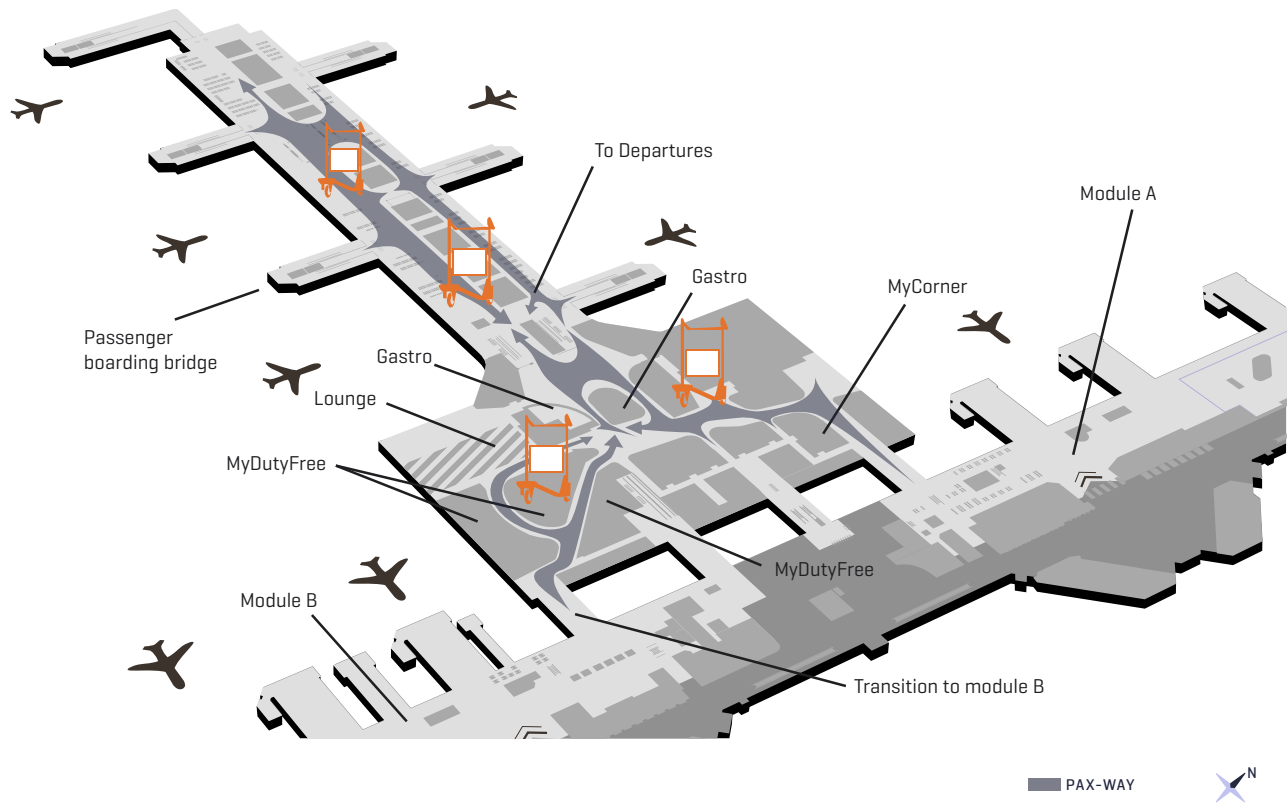 To Departures
Module A
Gastro
MyCorner
Passenger
boarding bridge
Gastro
Lounge
MyDutyFree
MyDutyFree
Module B
Transition to module B
PAX-WAY
N